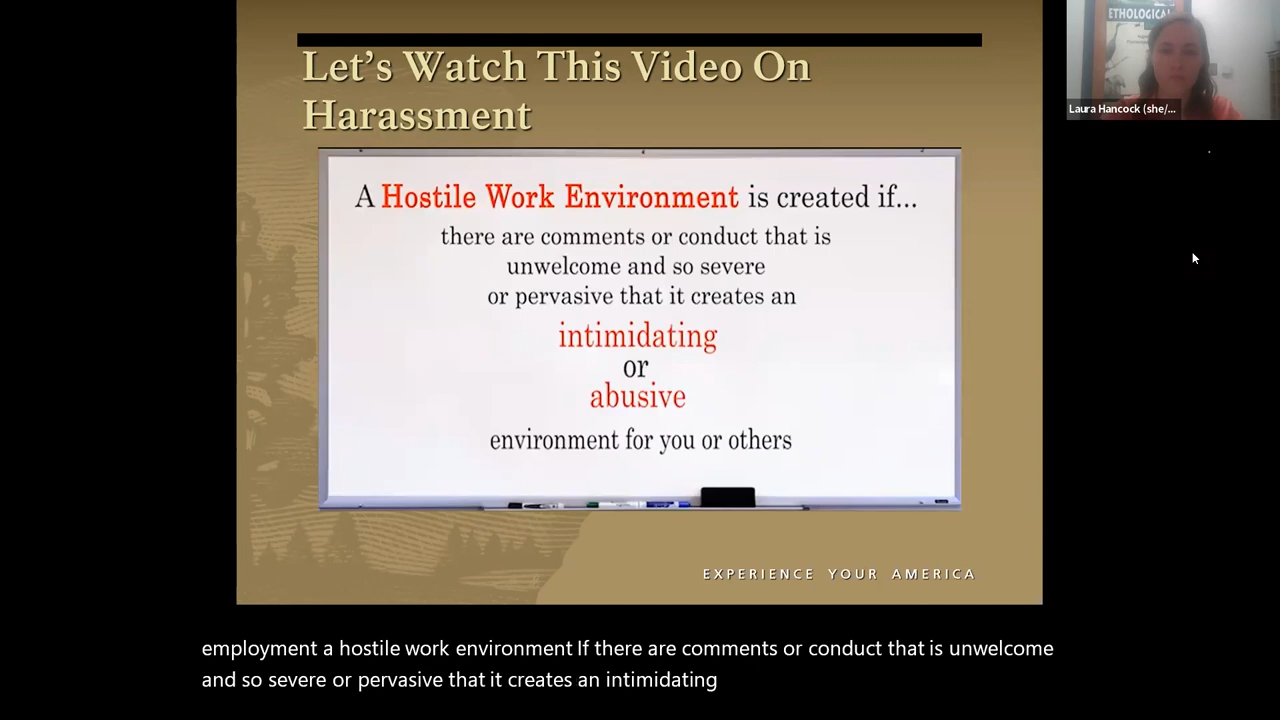 Let's Watch This Video On
Harassment
ETHOLOGICAL
Laura Hancock (she/...
A Hostile Work Environment is created if...
there are comments or conduct that is
unwelcome and so severe
or pervasive that it creates an
intimidating
or
abusive
environment for you or others
EXPERIENCE YOUR AMERICA
employment a hostile work environment If there are comments or conduct that is unwelcome
and so severe or pervasive that it creates an intimidating